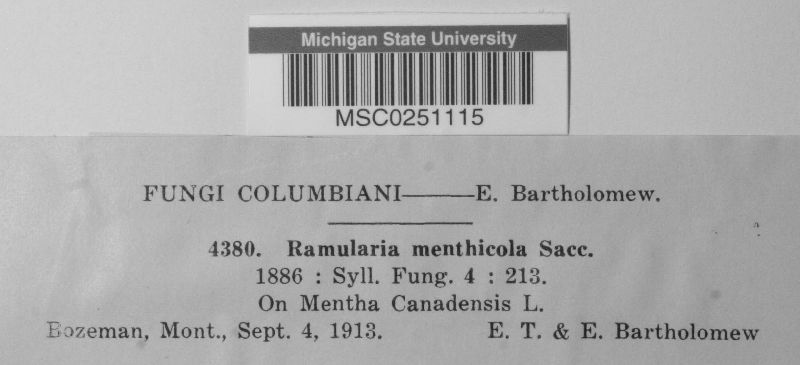 Michigan State University
MSC0251115
FUNGI COLUMBIANI———E. Bartholomew.
4380. Ramularia menthicola Sacc.
1886 : Syll. Fung. 4 : 213.
On Mentha Canadensis L.
Bozeman, Mont., Sept. 4, 1913. E. T. & E. Bartholomew